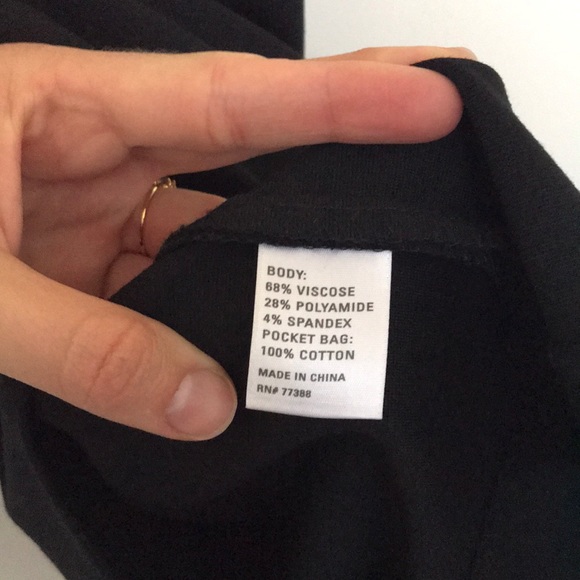 BODY:
68% VISCOSE
28% POLYAMIDE
4% SPANDEX
POCKET BAG:
100% COTTON
MADE IN CHINA
RN# 77388